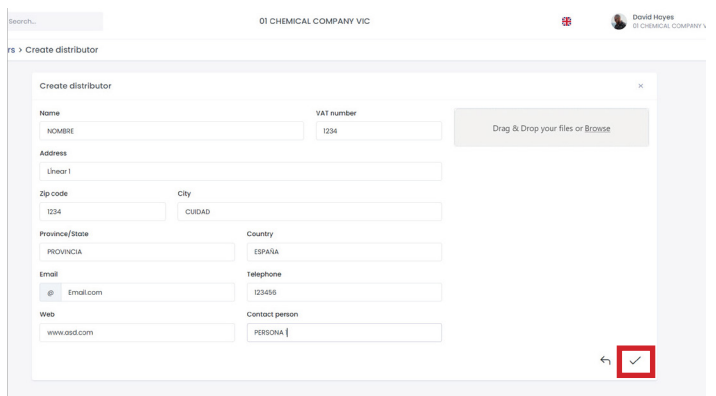 Search...
01 CHEMICAL COMPANY VIC
David Hayes
01 CHEMICAL COMPANY V
rs > Create distributor
Create distributor
Name
VAT number
NOMBRE
1234
Drag & Drop your files or Browse
Address
Línear 1
Zip code
City
1234
CUIDAD
Province/State
Country
PROVINCIA
ESPAÑA
Email
Telephone
@ Email.com
123456
Web
Contact person
www.asd.com
PERSONA 1